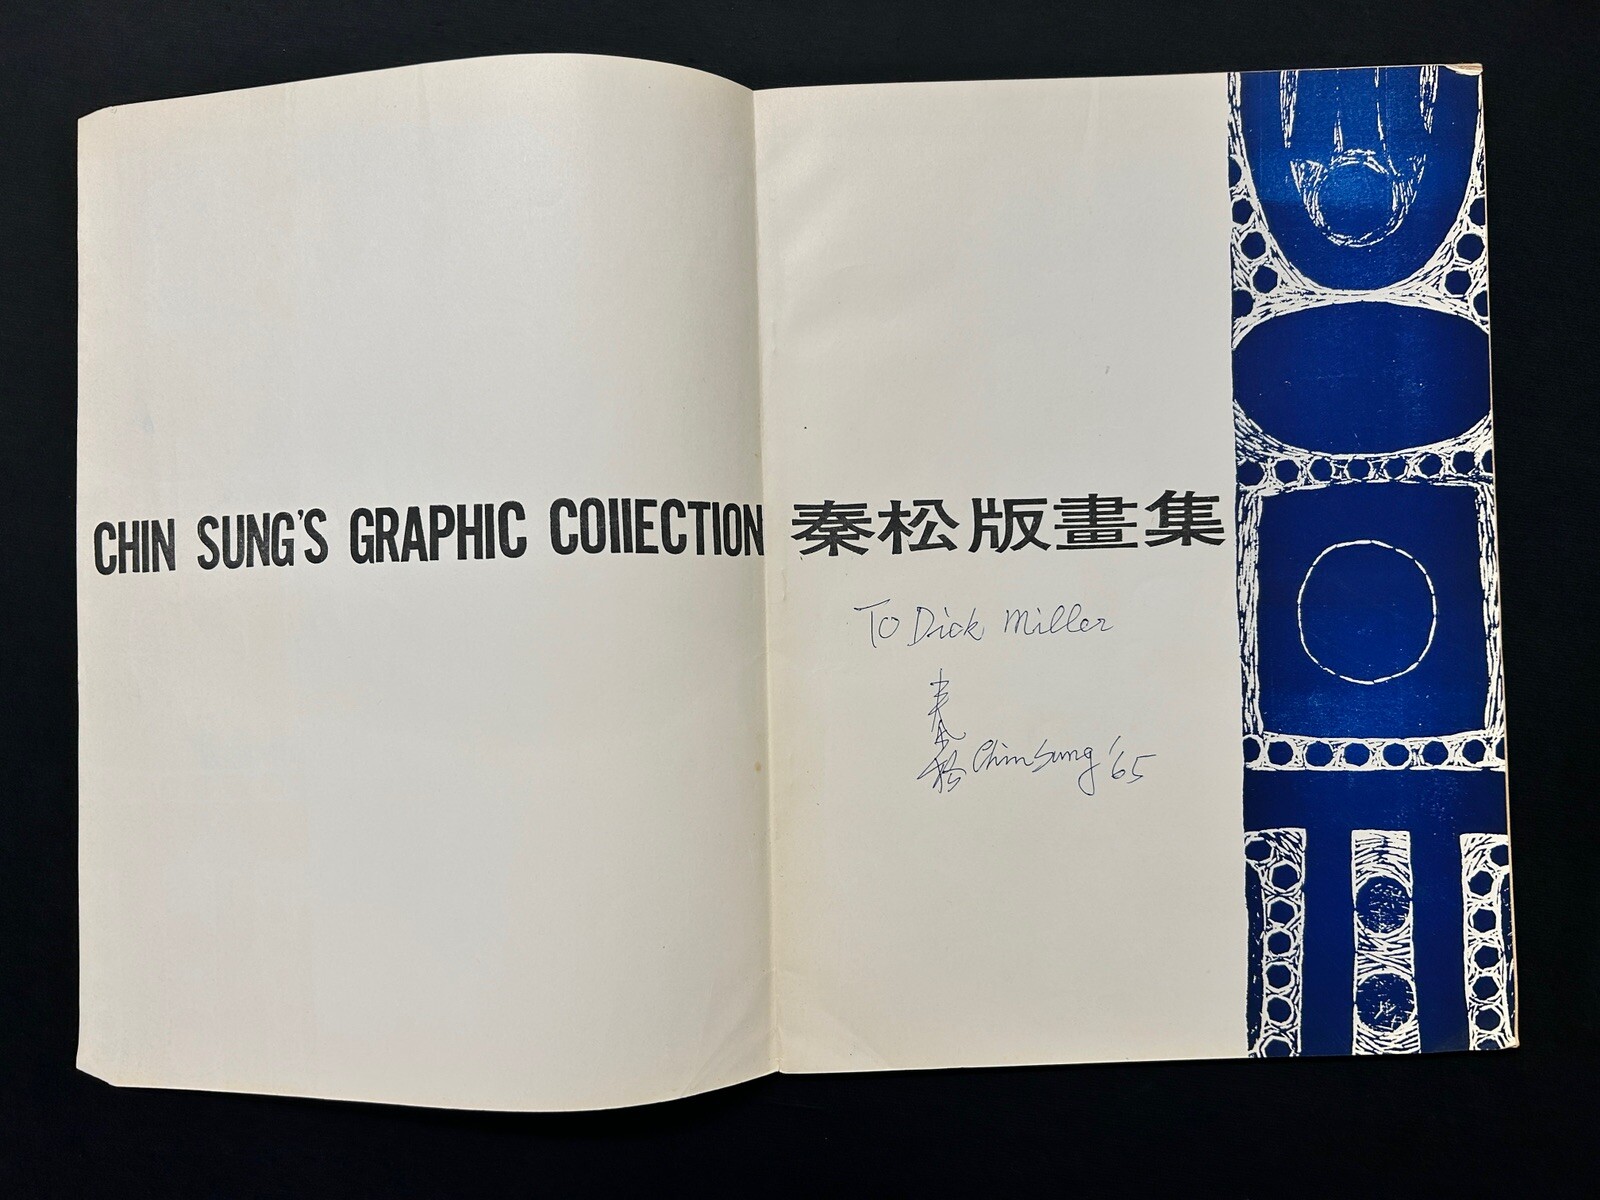 CHIN SUNG'S GRAPHIC COllECTION 秦松版畫集
To Dick Miller
秦松 Chin Sung '65